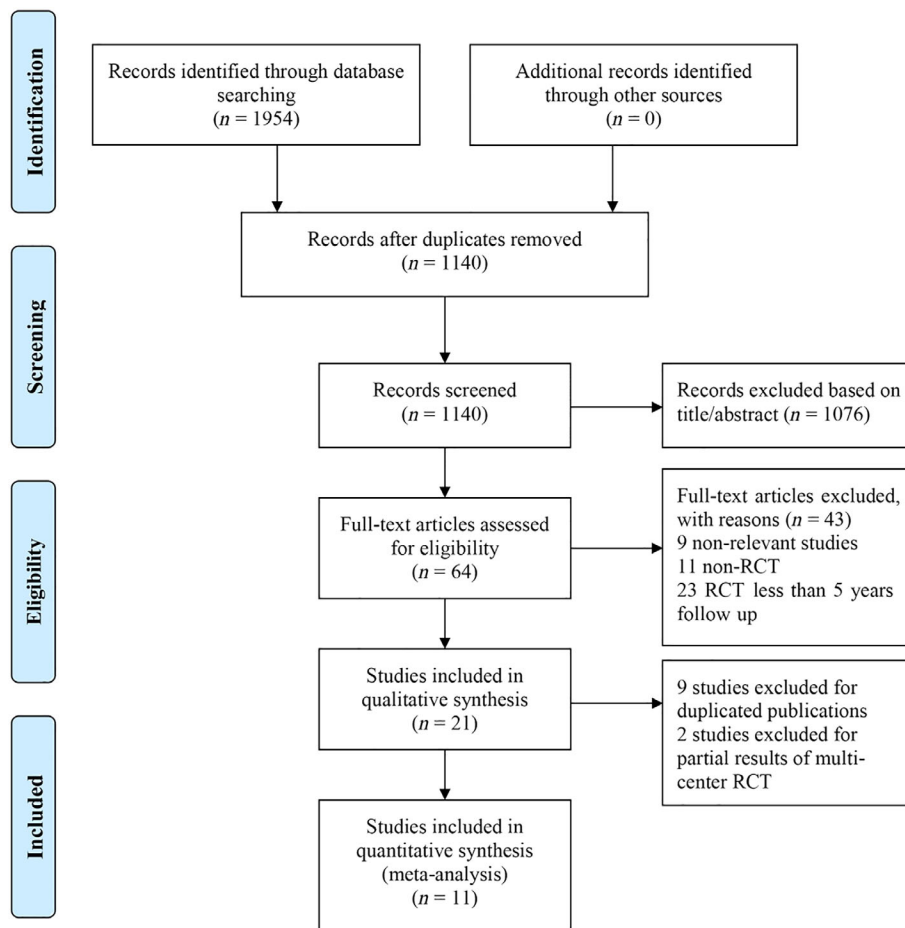 Identification
Records identified through database
searching
(n = 1954)
Additional records identified
through other sources
(n = 0)
Records after duplicates removed
(n = 1140)
Screening
Records screened
(n = 1140)
Records excluded based on
title/abstract (n = 1076)
Eligibility
Full-text articles assessed
for eligibility
(n = 64)
Full-text articles excluded,
with reasons (n = 43)
9 non-relevant studies
11 non-RCT
23 RCT less than 5 years
follow up
Studies included in
qualitative synthesis
(n = 21)
9 studies excluded for
duplicated publications
2 studies excluded for
partial results of multi-
center RCT
Included
Studies included in
quantitative synthesis
(meta-analysis)
(n = 11)